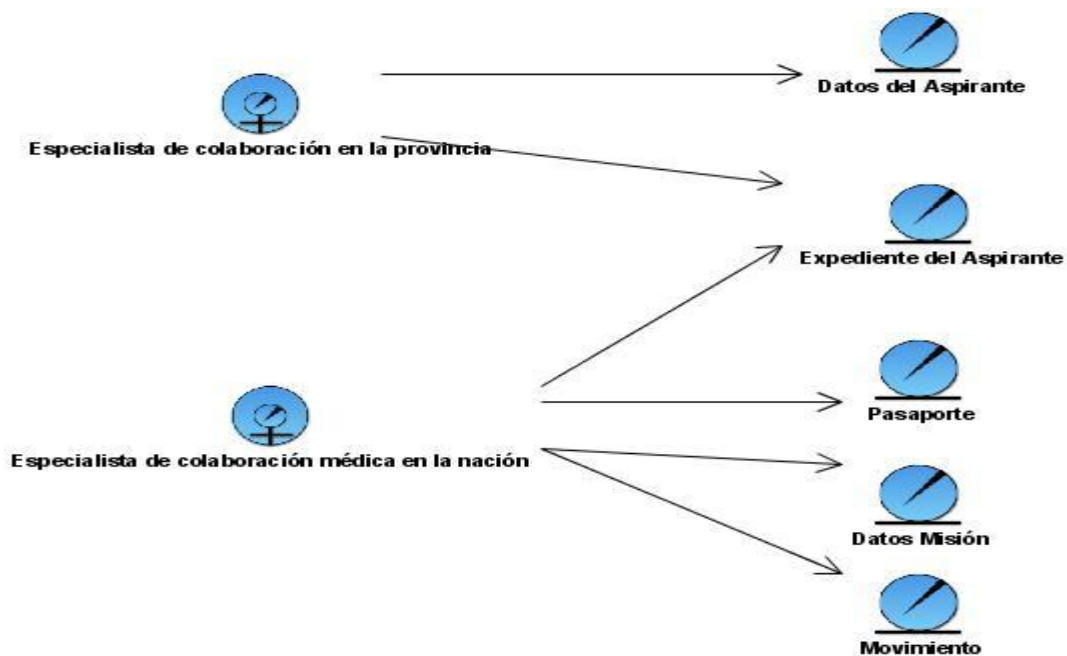 Datos del Aspirante
Especialista de colaboración en la provincia
Expediente del Aspirante
Pasaporte
Especialista de colaboración médica en la nación
Datos Misión
Movimiento